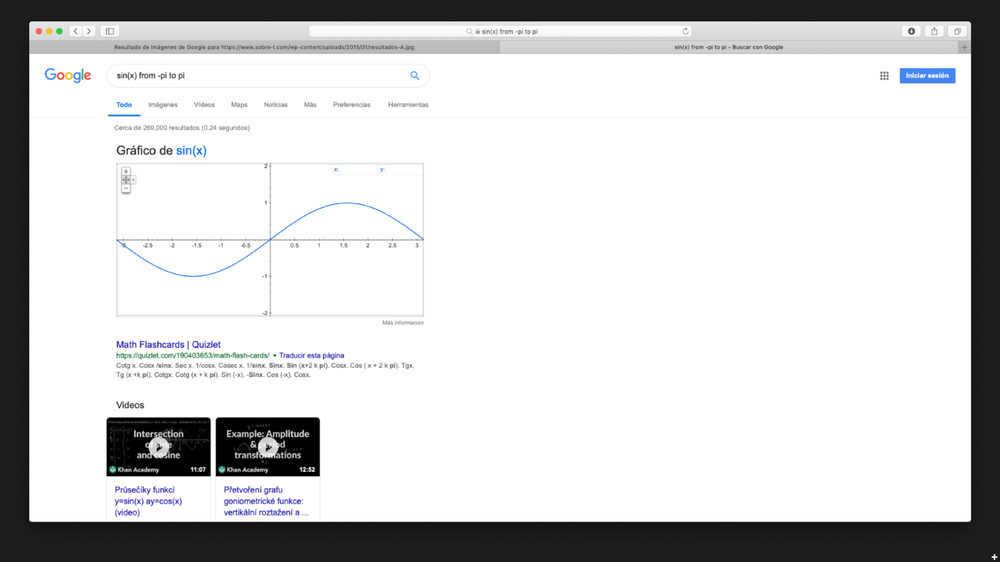 sin(x) from -pi to pi
Resultado de imágenes de Google para https://www.sobre-t.com/wp-content/uploads/2015/01/resultados-A.jpg
sin(x) from -pi to pi - Buscar con Google
Google
sin(x) from -pi to pi
Iniciar sesión
Todo Imágenes Vídeos Maps Noticias Más Preferencias Herramientas
Cerca de 269,000 resultados (0.24 segundos)
Gráfico de sin(x)
x: y:
2
1
-3 -2.5 -2 -1.5 -1 -0.5 0.5 1 1.5 2 2.5 3
-1
-2
Más información
Math Flashcards | Quizlet
https://quizlet.com/190403653/math-flash-cards/ Traducir esta página
Cotg x. Cosx /sinx. Sec x. 1/cosx. Cosec x. 1/sinx. Sinx. Sin (x+2 k pi). Cosx. Cos ( x + 2 k pi). Tgx.
Tg (x +k pi). Cotgx. Cotg (x + k pi). Sin (-x). -Sinx. Cos (-x). Cosx.
Videos
Intersection
of sine
and cosine
Khan Academy 11:07
Průsečíky funkcí
y=sin(x) ay=cos(x)
(video)
Example: Amplitude
& period
transformations
Khan Academy 12:52
Přetvoření grafu
goniometrické funkce:
vertikální roztažení a ...